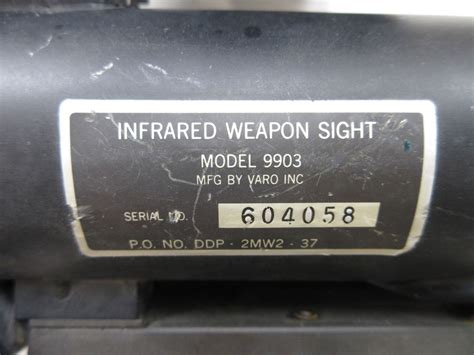 INFRARED WEAPON SIGHT
MODEL 9903
MFG BY VARO INC
SERIAL NO. 604058
P.O. NO. DDP - 2MW2 - 37